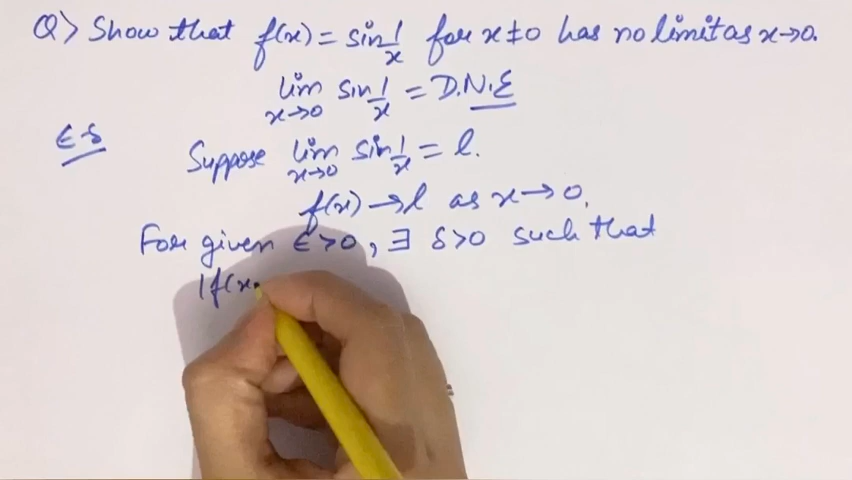 Q> Show that f(x) = sin 1/x for x ≠ 0 has no limit as x→0.
lim x→0 sin 1/x = D.N.E
ε-δ
Suppose lim x→0 sin 1/x = l.
f(x) → l as x → 0.
For given ε > 0, ∃ δ > 0 such that
|f(x